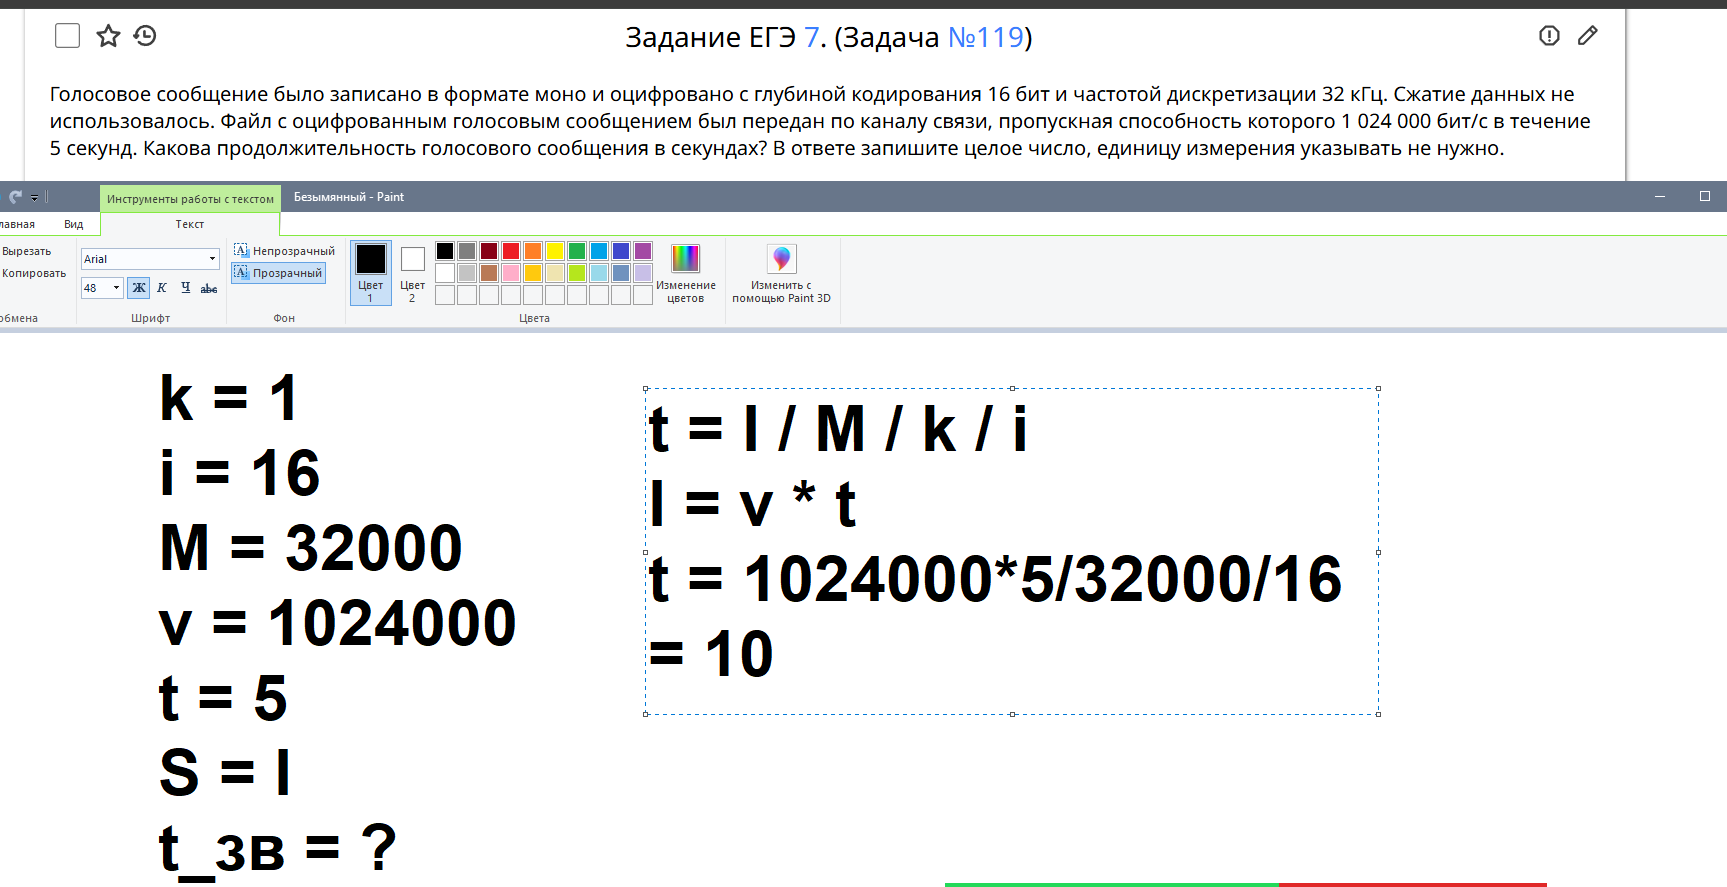 Задание ЕГЭ 7. (Задача №119)
Голосовое сообщение было записано в формате моно и оцифровано с глубиной кодирования 16 бит и частотой дискретизации 32 кГц. Сжатие данных не
использовалось. Файл с оцифрованным голосовым сообщением был передан по каналу связи, пропускная способность которого 1 024 000 бит/с в течение
5 секунд. Какова продолжительность голосового сообщения в секундах? В ответе запишите целое число, единицу измерения указывать не нужно.
Инструменты работы с текстом
Безымянный - Paint
лавная Вид Текст
Вырезать
Копировать
обмена
Arial
48 Ж К Ч abc
Шрифт
Непрозрачный
Прозрачный
Фон
Цвет 1
Цвет 2
Изменение цветов
Цвета
Изменить с помощью Paint 3D
k = 1
i = 16
M = 32000
v = 1024000
t = 5
S = I
t_зв = ?
t = I / M / k / i
I = v * t
t = 1024000*5/32000/16
= 10